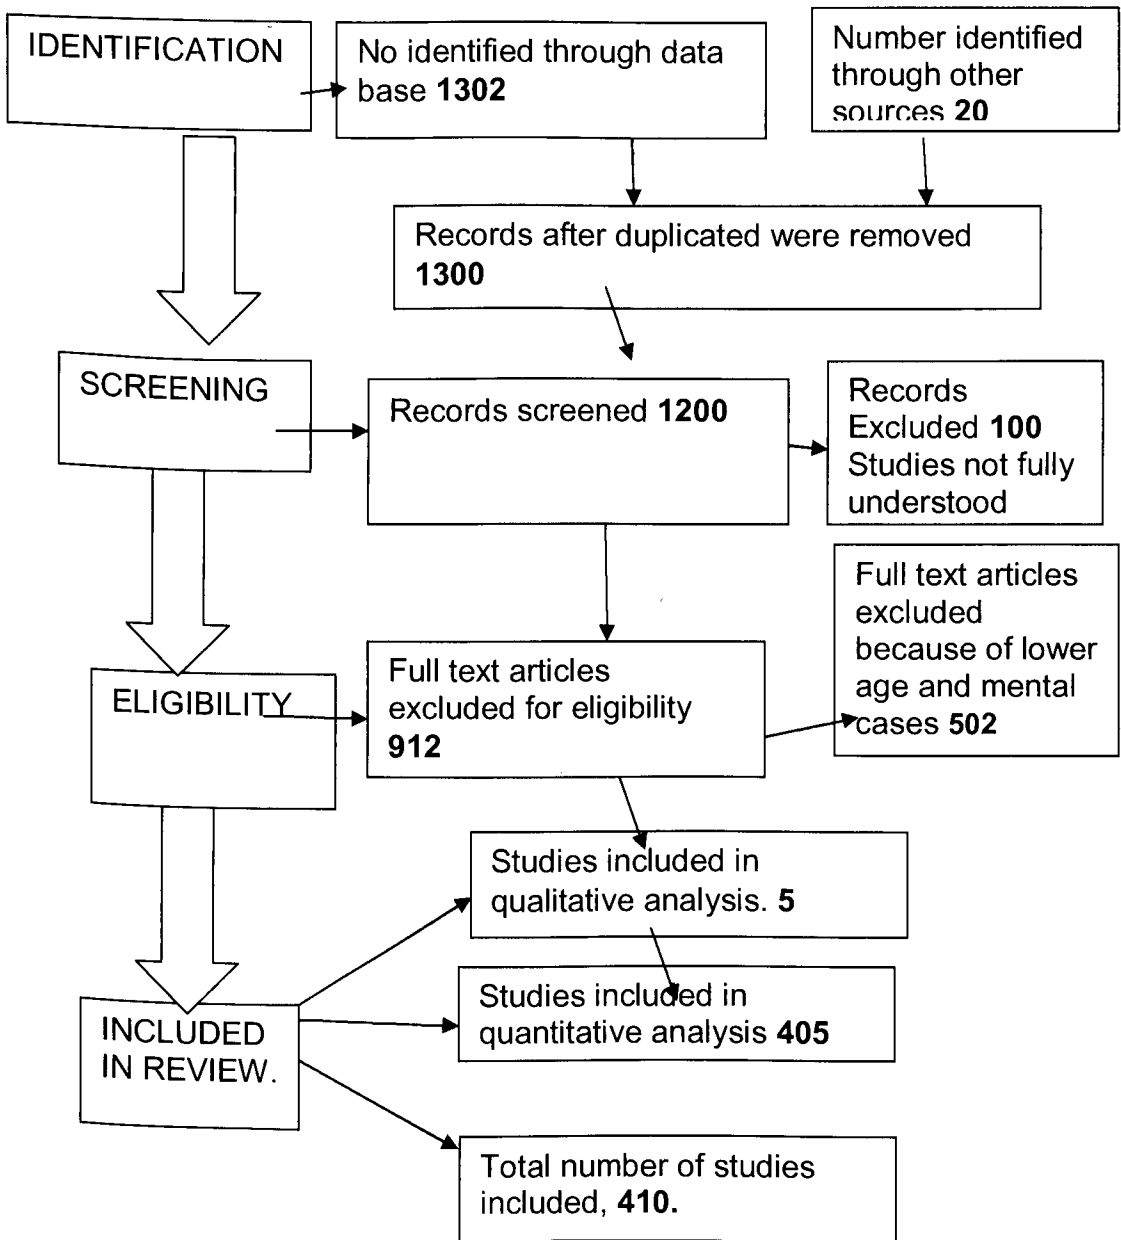 IDENTIFICATION
No identified through data
base 1302
Number identified
through other
sources 20
Records after duplicated were removed
1300
SCREENING
Records screened 1200
Records
Excluded 100
Studies not fully
understood
Full text articles
excluded
because of lower
age and mental
cases 502
ELIGIBILITY
Full text articles
excluded for eligibility
912
Studies included in
qualitative analysis. 5
Studies included in
quantitative analysis 405
INCLUDED
IN REVIEW.
Total number of studies
included, 410.